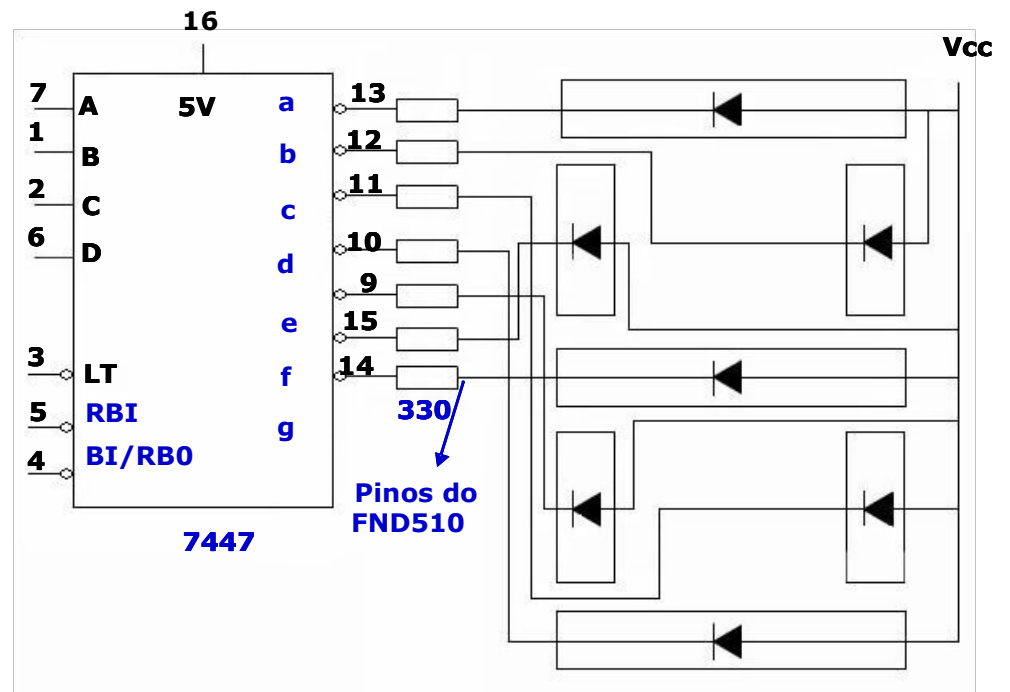 16
Vcc
7 A 5V a 13
1 B b 12
2 C c 11
6 D d 10
9
e 15
3 LT f 14
5 RBI g 330
4 BI/RB0
Pinos do
FND510
7447